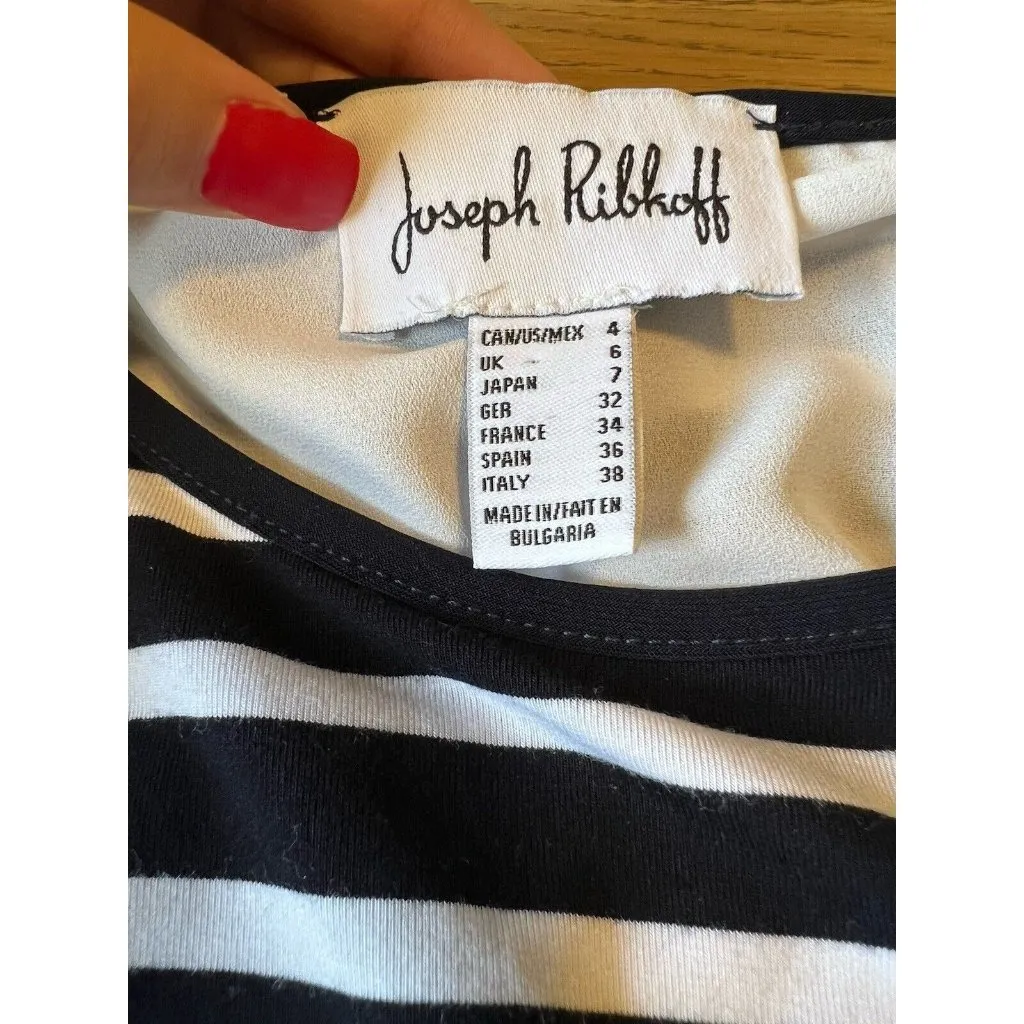 Joseph Ribkoff
CAN/US/MEX 4
UK 6
JAPAN 7
GER 32
FRANCE 34
SPAIN 36
ITALY 38
MADE IN/FAIT EN
BULGARIA